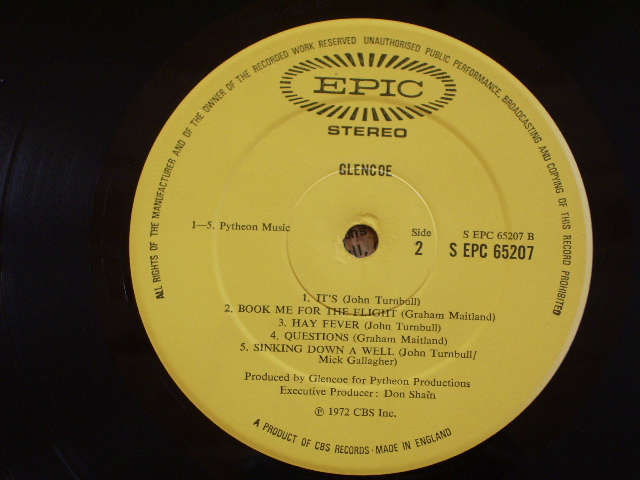 ALL RIGHTS OF THE MANUFACTURER AND OF THE OWNER OF THE RECORDED WORK RESERVED UNAUTHORISED PUBLIC PERFORMANCE, BROADCASTING AND COPYING OF THIS RECORD PROHIBITED
EPIC
STEREO
GLENCOE
1—5. Pytheon Music
Side
2
S EPC 65207 B
S EPC 65207
1. IT'S (John Turnbull)
2. BOOK ME FOR THE FLIGHT (Graham Maitland)
3. HAY FEVER (John Turnbull)
4. QUESTIONS (Graham Maitland)
5. SINKING DOWN A WELL (John Turnbull/
Mick Gallagher)
Produced by Glencoe for Pytheon Productions
Executive Producer: Don Shaïn
℗ 1972 CBS Inc.
A PRODUCT OF CBS RECORDS · MADE IN ENGLAND